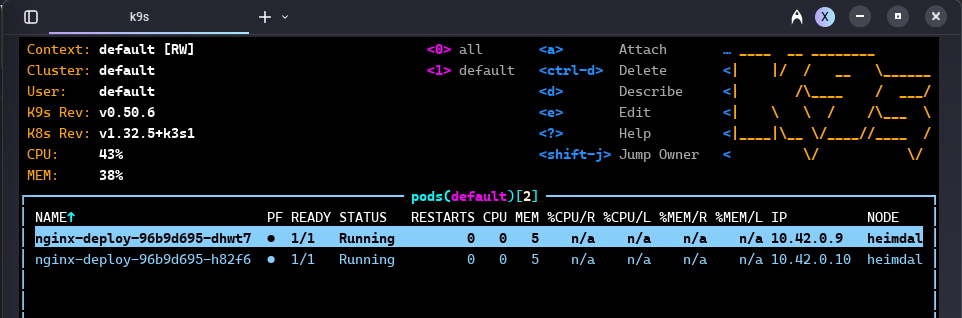 k9s
X
Context: default [RW] <0> all <a> Attach …
Cluster: default <1> default <ctrl-d> Delete <
User: default <d> Describe <
K9s Rev: v0.50.6 <e> Edit <
K8s Rev: v1.32.5+k3s1 <?> Help <
CPU: 43% <shift-j> Jump Owner <
MEM: 38%
pods(default)[2]
NAME↑ PF READY STATUS RESTARTS CPU MEM %CPU/R %CPU/L %MEM/R %MEM/L IP NODE
nginx-deploy-96b9d695-dhwt7 ● 1/1 Running 0 0 5 n/a n/a n/a n/a 10.42.0.9 heimdal
nginx-deploy-96b9d695-h82f6 ● 1/1 Running 0 0 5 n/a n/a n/a n/a 10.42.0.10 heimdal